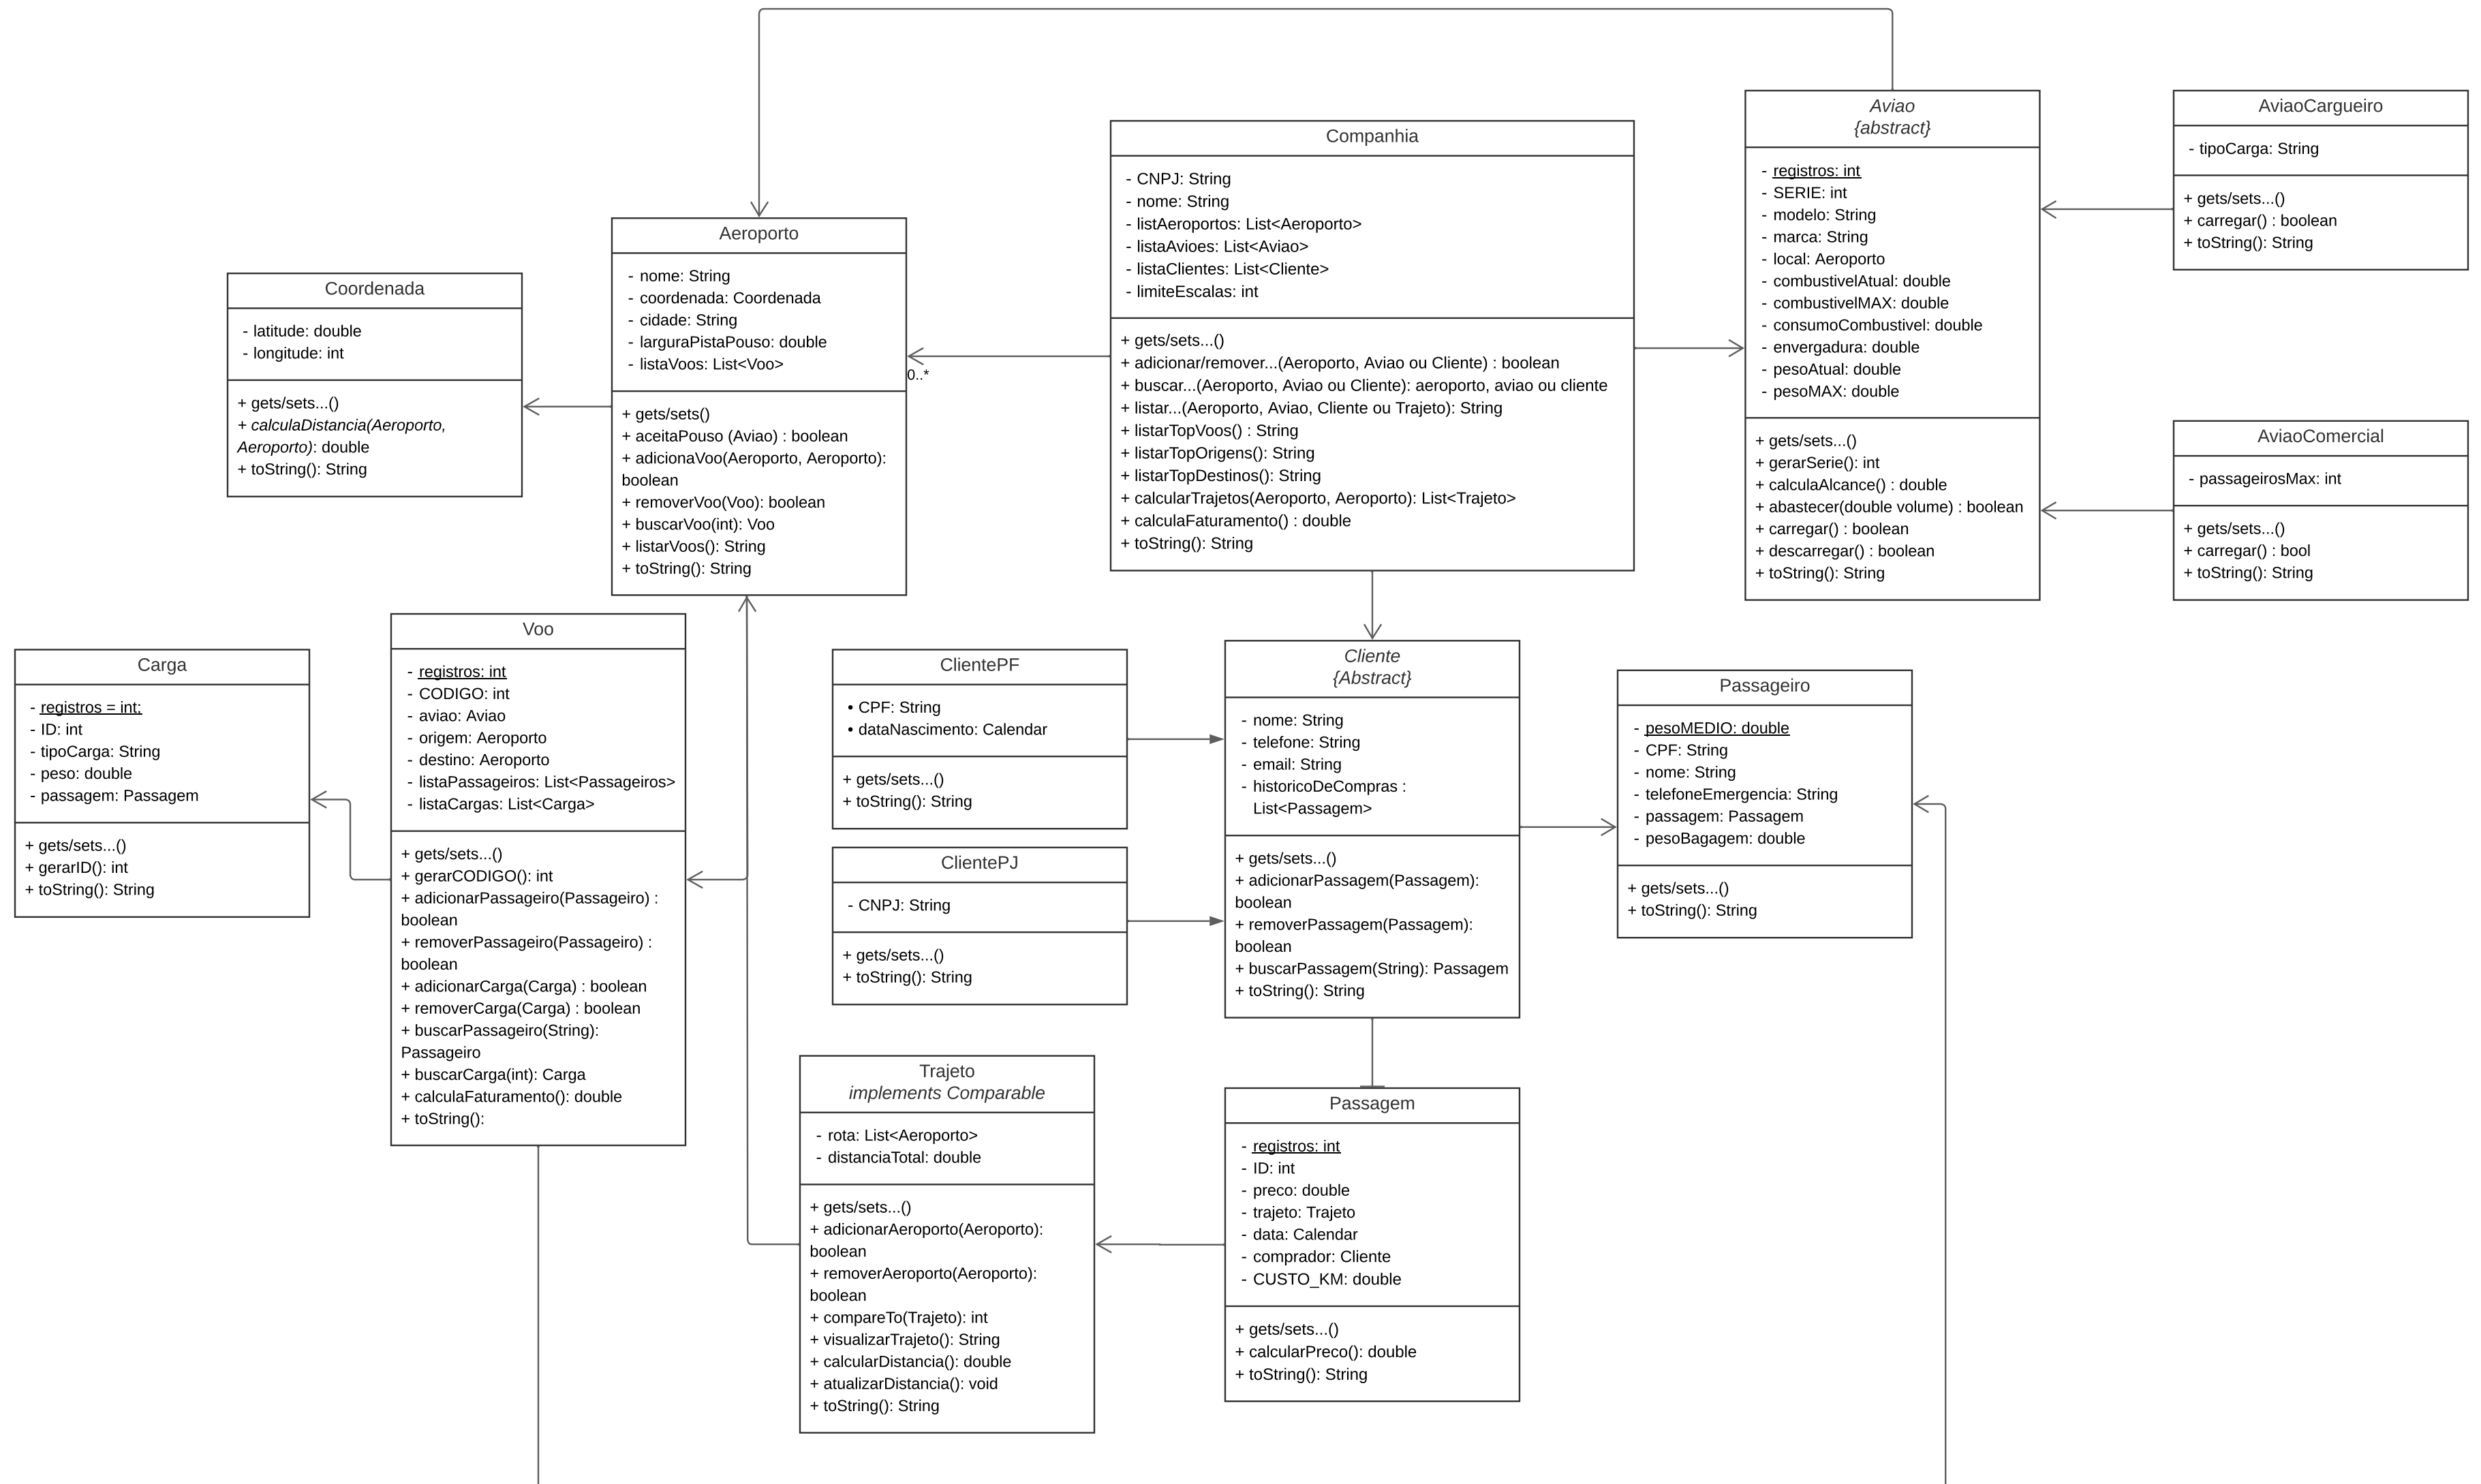 Aviao
{abstract}
- registros: int
- SERIE: int
- modelo: String
- marca: String
- local: Aeroporto
- combustivelAtual: double
- combustivelMAX: double
- consumoCombustivel: double
- envergadura: double
- pesoAtual: double
- pesoMAX: double
+ gets/sets...()
+ gerarSerie(): int
+ calculaAlcance() : double
+ abastecer(double volume) : boolean
+ carregar() : boolean
+ descarregar() : boolean
+ toString(): String
AviaoCargueiro
- tipoCarga: String
+ gets/sets...()
+ carregar() : boolean
+ toString(): String
Companhia
- CNPJ: String
- nome: String
- listAeroportos: List<Aeroporto>
- listaAvioes: List<Aviao>
- listaClientes: List<Cliente>
- limiteEscalas: int
+ gets/sets...()
+ adicionar/remover...(Aeroporto, Aviao ou Cliente) : boolean
+ buscar...(Aeroporto, Aviao ou Cliente): aeroporto, aviao ou cliente
+ listar...(Aeroporto, Aviao, Cliente ou Trajeto): String
+ listarTopVoos() : String
+ listarTopOrigens(): String
+ listarTopDestinos(): String
+ calcularTrajetos(Aeroporto, Aeroporto): List<Trajeto>
+ calculaFaturamento() : double
+ toString(): String
Aeroporto
- nome: String
- coordenada: Coordenada
- cidade: String
- larguraPistaPouso: double
- listaVoos: List<Voo>
+ gets/sets()
+ aceitaPouso (Aviao) : boolean
+ adicionaVoo(Aeroporto, Aeroporto):
boolean
+ removerVoo(Voo): boolean
+ buscarVoo(int): Voo
+ listarVoos(): String
+ toString(): String
0..*
Coordenada
- latitude: double
- longitude: int
+ gets/sets...()
+ calculaDistancia(Aeroporto,
Aeroporto): double
+ toString(): String
AviaoComercial
- passageirosMax: int
+ gets/sets...()
+ carregar() : bool
+ toString(): String
Voo
- registros: int
- CODIGO: int
- aviao: Aviao
- origem: Aeroporto
- destino: Aeroporto
- listaPassageiros: List<Passageiros>
- listaCargas: List<Carga>
+ gets/sets...()
+ gerarCODIGO(): int
+ adicionarPassageiro(Passageiro) :
boolean
+ removerPassageiro(Passageiro) :
boolean
+ adicionarCarga(Carga) : boolean
+ removerCarga(Carga) : boolean
+ buscarPassageiro(String):
Passageiro
+ buscarCarga(int): Carga
+ calculaFaturamento(): double
+ toString():
Carga
- registros = int:
- ID: int
- tipoCarga: String
- peso: double
- passagem: Passagem
+ gets/sets...()
+ gerarID(): int
+ toString(): String
ClientePF
• CPF: String
• dataNascimento: Calendar
+ gets/sets...()
+ toString(): String
Cliente
{Abstract}
- nome: String
- telefone: String
- email: String
- historicoDeCompras :
List<Passagem>
+ gets/sets...()
+ adicionarPassagem(Passagem):
boolean
+ removerPassagem(Passagem):
boolean
+ buscarPassagem(String): Passagem
+ toString(): String
Passageiro
- pesoMEDIO: double
- CPF: String
- nome: String
- telefoneEmergencia: String
- passagem: Passagem
- pesoBagagem: double
+ gets/sets...()
+ toString(): String
ClientePJ
- CNPJ: String
+ gets/sets...()
+ toString(): String
Trajeto
implements Comparable
- rota: List<Aeroporto>
- distanciaTotal: double
+ gets/sets...()
+ adicionarAeroporto(Aeroporto):
boolean
+ removerAeroporto(Aeroporto):
boolean
+ compareTo(Trajeto): int
+ visualizarTrajeto(): String
+ calcularDistancia(): double
+ atualizarDistancia(): void
+ toString(): String
Passagem
- registros: int
- ID: int
- preco: double
- trajeto: Trajeto
- data: Calendar
- comprador: Cliente
- CUSTO_KM: double
+ gets/sets...()
+ calcularPreco(): double
+ toString(): String